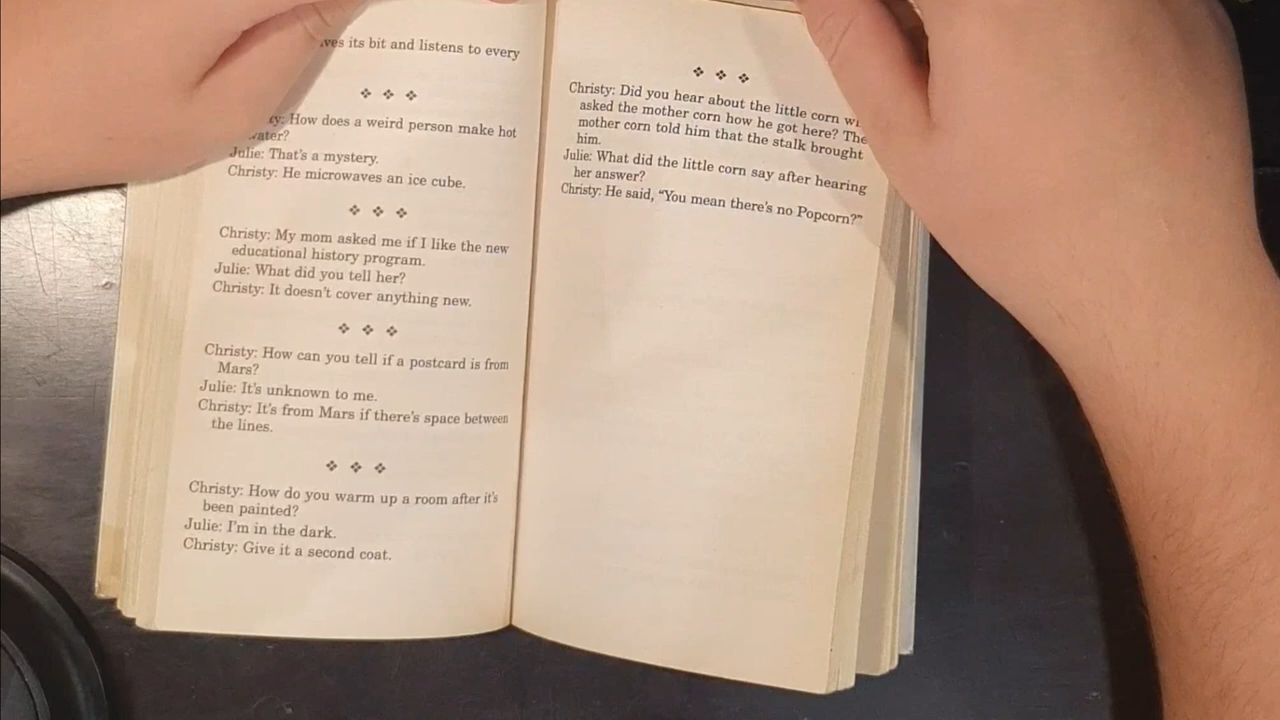 its bit and listens to every
❖ ❖ ❖
How does a weird person make hot
Julie: That's a mystery.
Christy: He microwaves an ice cube.
❖ ❖ ❖
Christy: My mom asked me if I like the new
educational history program.
Julie: What did you tell her?
Christy: It doesn't cover anything new.
❖ ❖ ❖
Christy: How can you tell if a postcard is from
Mars?
Julie: It's unknown to me.
Christy: It's from Mars if there's space between
the lines.
❖ ❖ ❖
Christy: How do you warm up a room after it's
been painted?
Julie: I'm in the dark.
Christy: Give it a second coat.
❖ ❖ ❖
Christy: Did you hear about the little corn
asked the mother corn how he got here? The
mother corn told him that the stalk brought
him.
Julie: What did the little corn say after hearing
her answer?
Christy: He said, "You mean there's no Popcorn?"